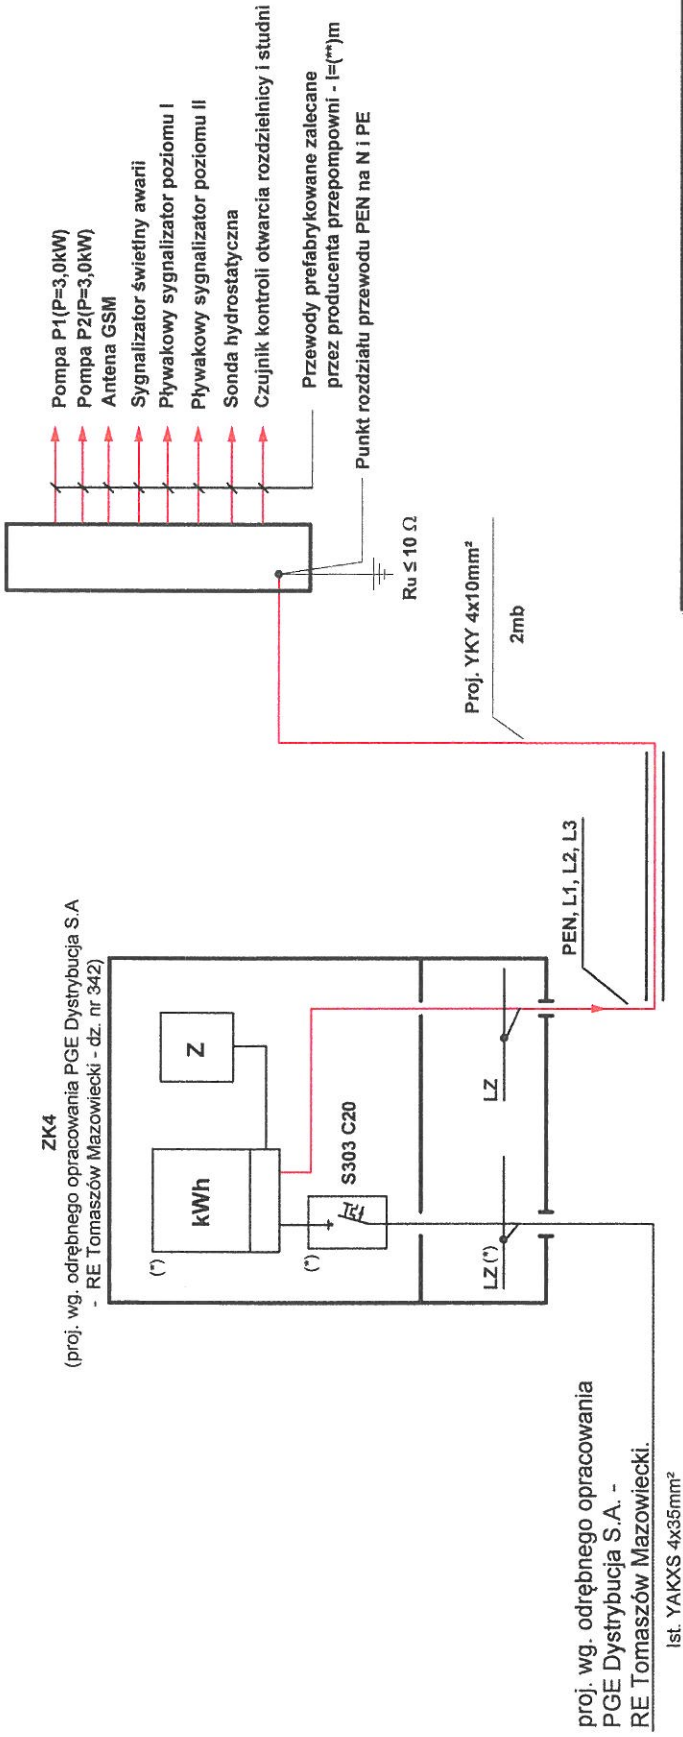 ZK4
(proj. wg. odrębnego opracowania PGE Dystrybucja S.A
- RE Tomaszów Mazowiecki - dz. nr 342)
(*)
kWh
Z
(*)
S303 C20
LZ (*)
LZ
PEN, L1, L2, L3
proj. wg. odrębnego opracowania
PGE Dystrybucja S.A. -
RE Tomaszów Mazowiecki.
Ist. YAKXS 4x35mm²
Proj. YKY 4x10mm²
2mb
Ru ≤ 10 Ω
Pompa P1(P=3,0kW)
Pompa P2(P=3,0kW)
Antena GSM
Sygnalizator świetlny awarii
Pływakowy sygnalizator poziomu I
Pływakowy sygnalizator poziomu II
Sonda hydrostatyczna
Czujnik kontroli otwarcia rozdzielnicy i studni
Przewody prefabrykowane zalecane
przez producenta przepompowni - l=(**)m
Punkt rozdziału przewodu PEN na N i PE